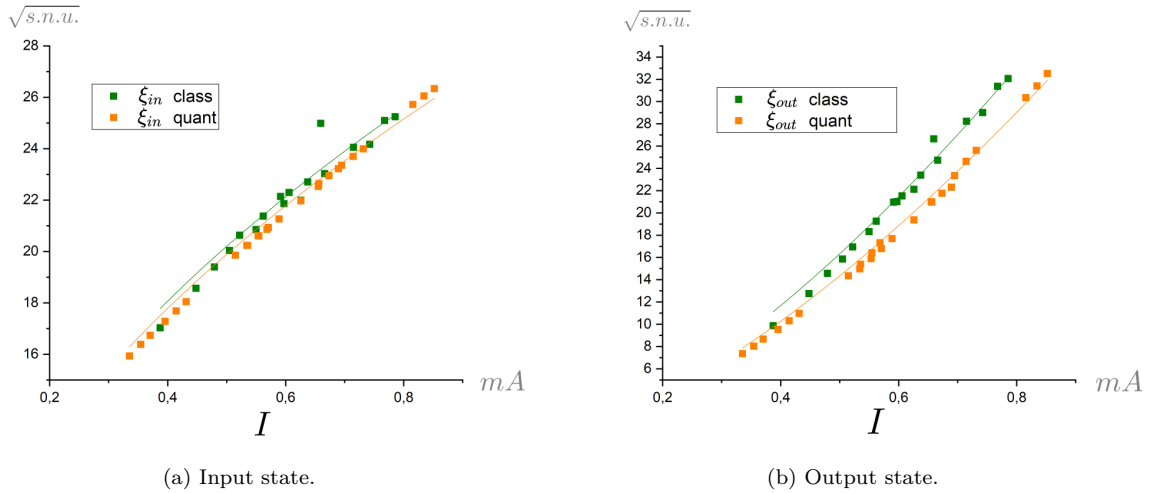 √s.n.u.
28
26
24
22
20
18
16
0,2
0,4
0,6
0,8
mA
I
ξin class
ξin quant
(a) Input state.
√s.n.u.
34
32
30
28
26
24
22
20
18
16
14
12
10
8
6
0,2
0,4
0,6
0,8
mA
I
ξout class
ξout quant
(b) Output state.